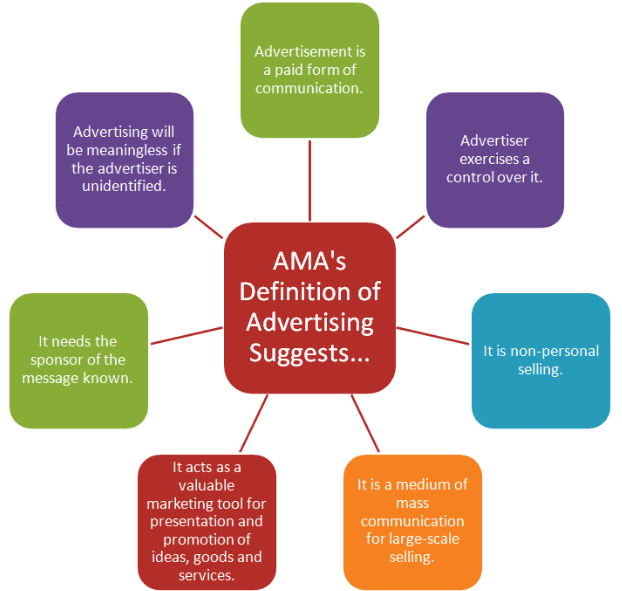 Advertisement is
a paid form of
communication.
Advertising will
be meaningless if
the advertiser is
unidentified.
Advertiser
exercises a
control over it.
AMA's
Definition of
Advertising
Suggests...
It needs the
sponsor of the
message known.
It is non-personal
selling.
It acts as a
valuable
marketing tool for
presentation and
promotion of
ideas, goods and
services.
It is a medium of
mass
communication
for large-scale
selling.